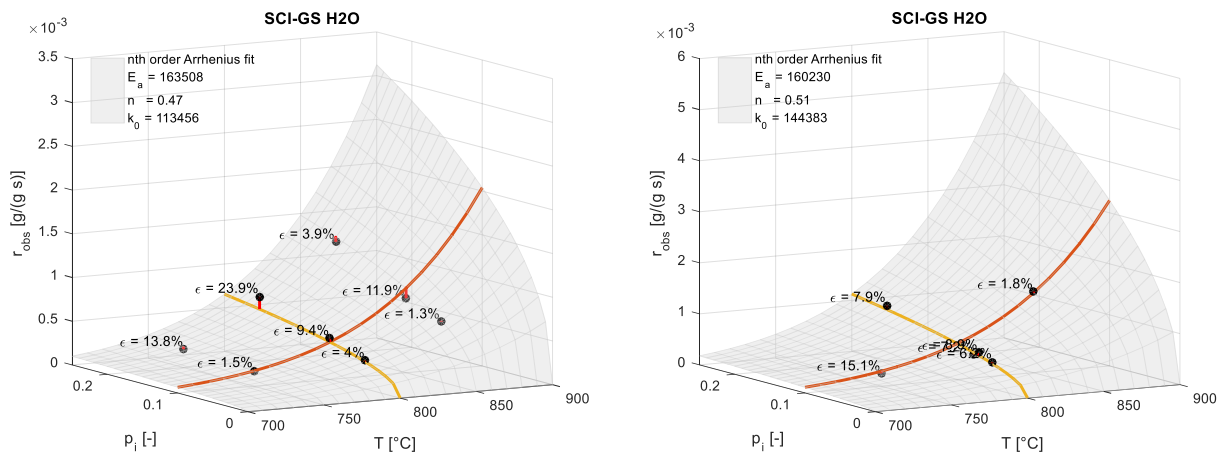 SCI-GS H2O
×10⁻³
3.5
3
2.5
2
1.5
1
0.5
0
r_obs [g/(g s)]
nth order Arrhenius fit
E_a = 163508
n = 0.47
k_0 = 113456
ϵ = 3.9%
ϵ = 23.9%
ϵ = 11.9%
ϵ = 1.3%
ϵ = 9.4%
ϵ = 13.8%
ϵ = 4%
ϵ = 1.5%
0.2
0.1
0
p_i [-]
700
750
800
850
900
T [°C]
SCI-GS H2O
×10⁻³
6
5
4
3
2
1
0
r_obs [g/(g s)]
nth order Arrhenius fit
E_a = 160230
n = 0.51
k_0 = 144383
ϵ = 1.8%
ϵ = 7.9%
ϵ = 15.1%
0.2
0.1
0
p_i [-]
700
750
800
850
900
T [°C]